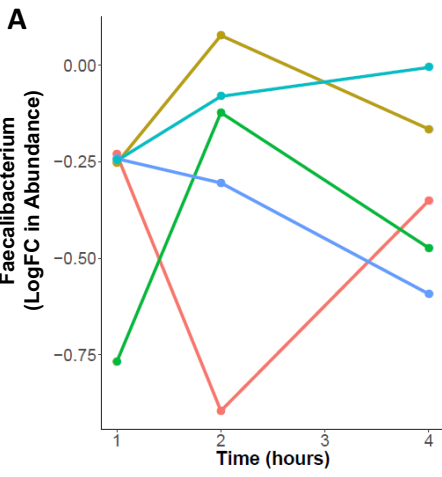 A
Faecalibacterium
(LogFC in Abundance)
0.00
−0.25
−0.50
−0.75
1
2
3
4
Time (hours)